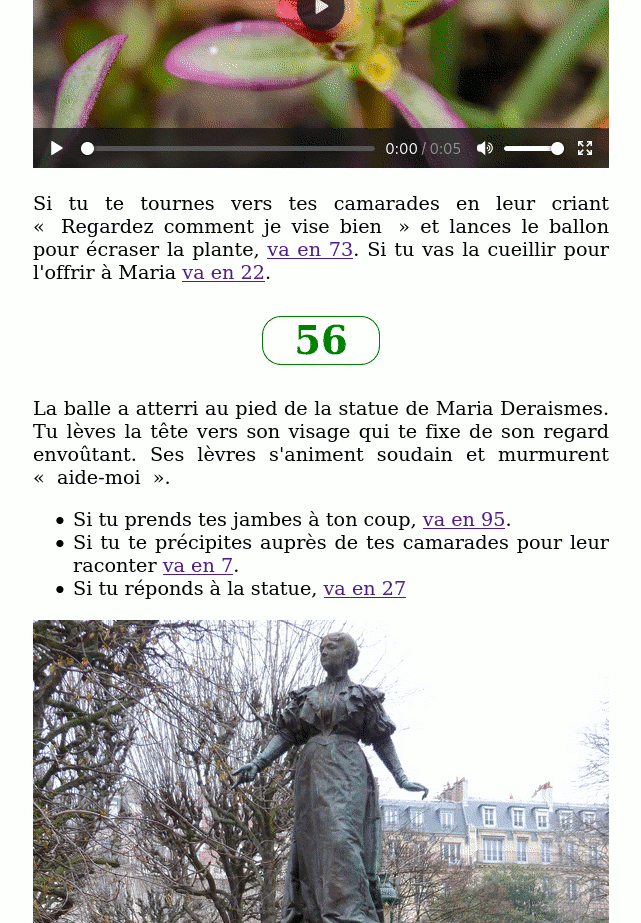 0:00 / 0:05
Si tu te tournes vers tes camarades en leur criant
« Regardez comment je vise bien » et lances le ballon
pour écraser la plante, va en 73. Si tu vas la cueillir pour
l'offrir à Maria va en 22.
56
La balle a atterri au pied de la statue de Maria Deraismes.
Tu lèves la tête vers son visage qui te fixe de son regard
envoûtant. Ses lèvres s'animent soudain et murmurent
« aide-moi ».
• Si tu prends tes jambes à ton coup, va en 95.
• Si tu te précipites auprès de tes camarades pour leur
raconter va en 7.
• Si tu réponds à la statue, va en 27